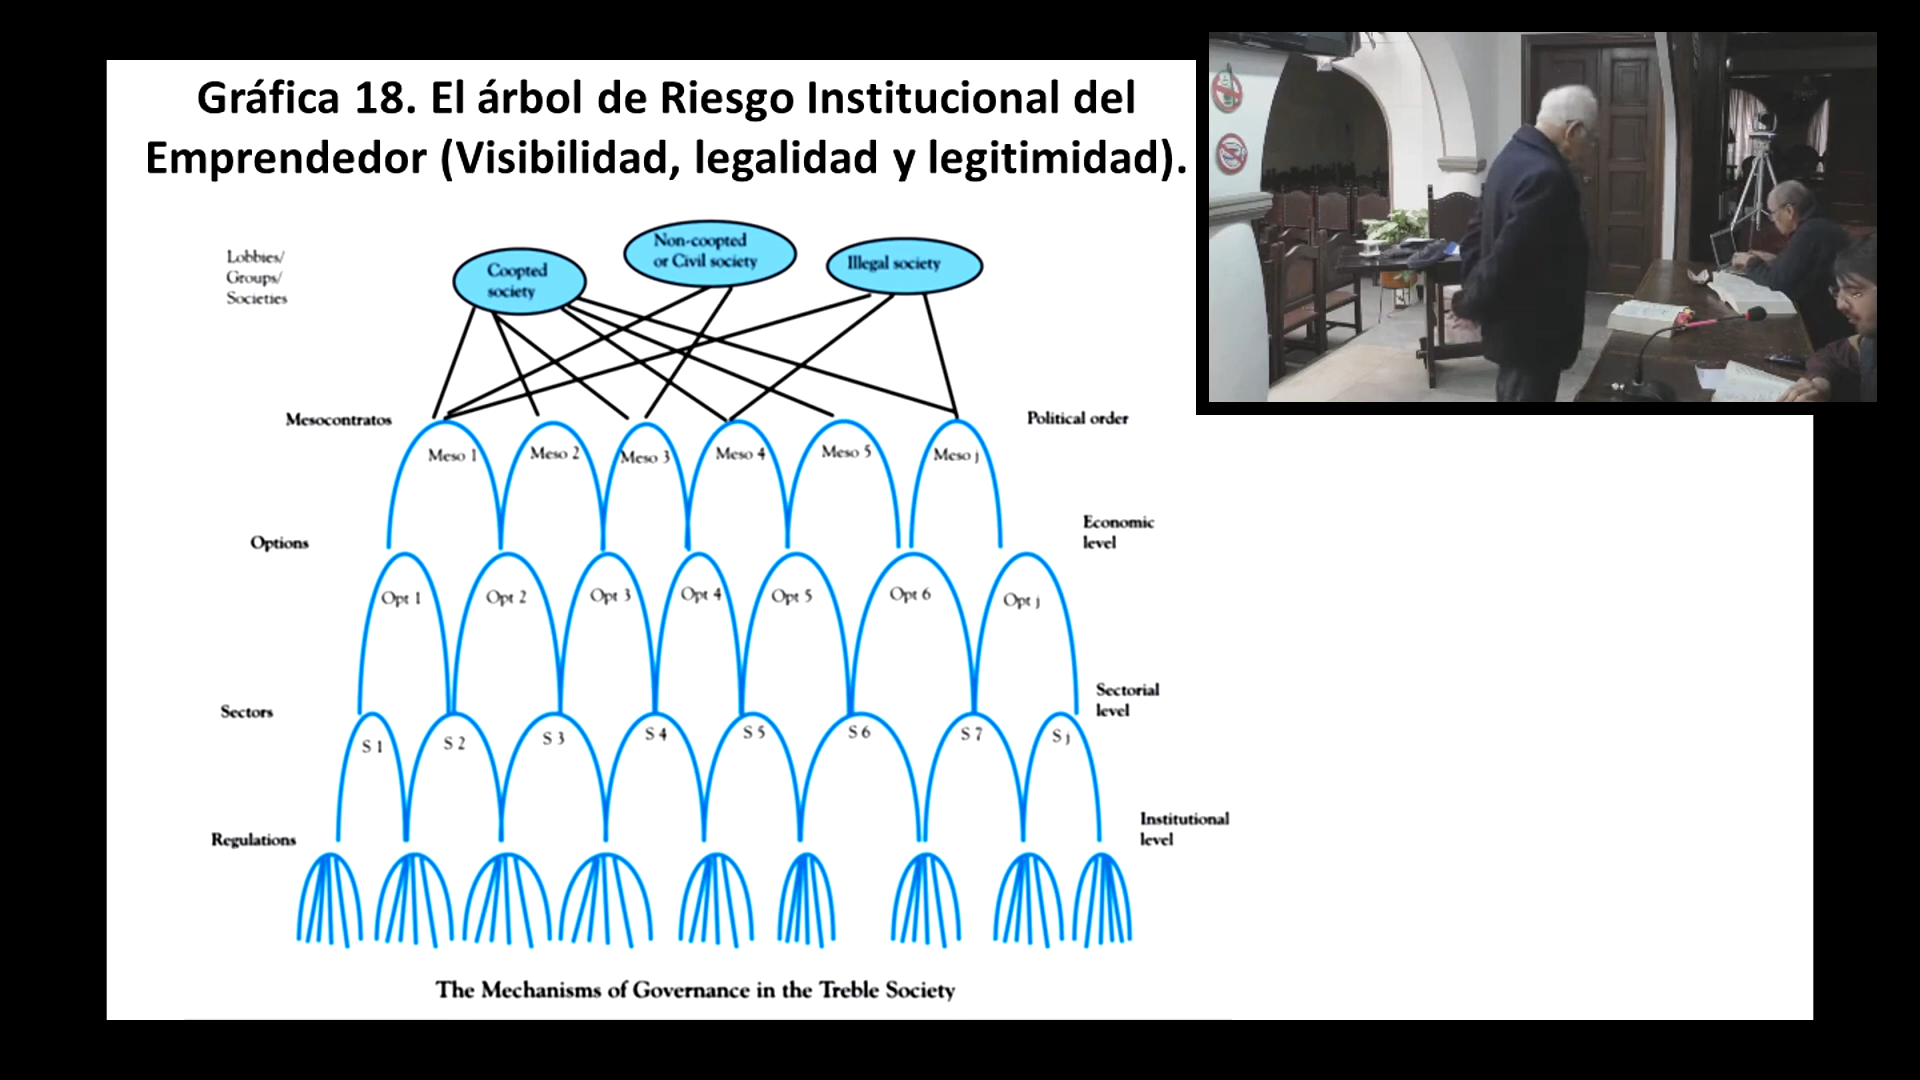 Gráfica 18. El árbol de Riesgo Institucional del
Emprendedor (Visibilidad, legalidad y legitimidad).
Lobbies/
Groups/
Societies
Coopted
society
Non-coopted
or Civil society
Illegal society
Mesocontratos
Political order
Meso 1
Meso 2
Meso 3
Meso 4
Meso 5
Meso j
Options
Economic
level
Opt 1
Opt 2
Opt 3
Opt 4
Opt 5
Opt 6
Opt j
Sectors
Sectorial
level
S 1
S 2
S 3
S 4
S 5
S 6
S 7
S j
Regulations
Institutional
level
The Mechanisms of Governance in the Treble Society